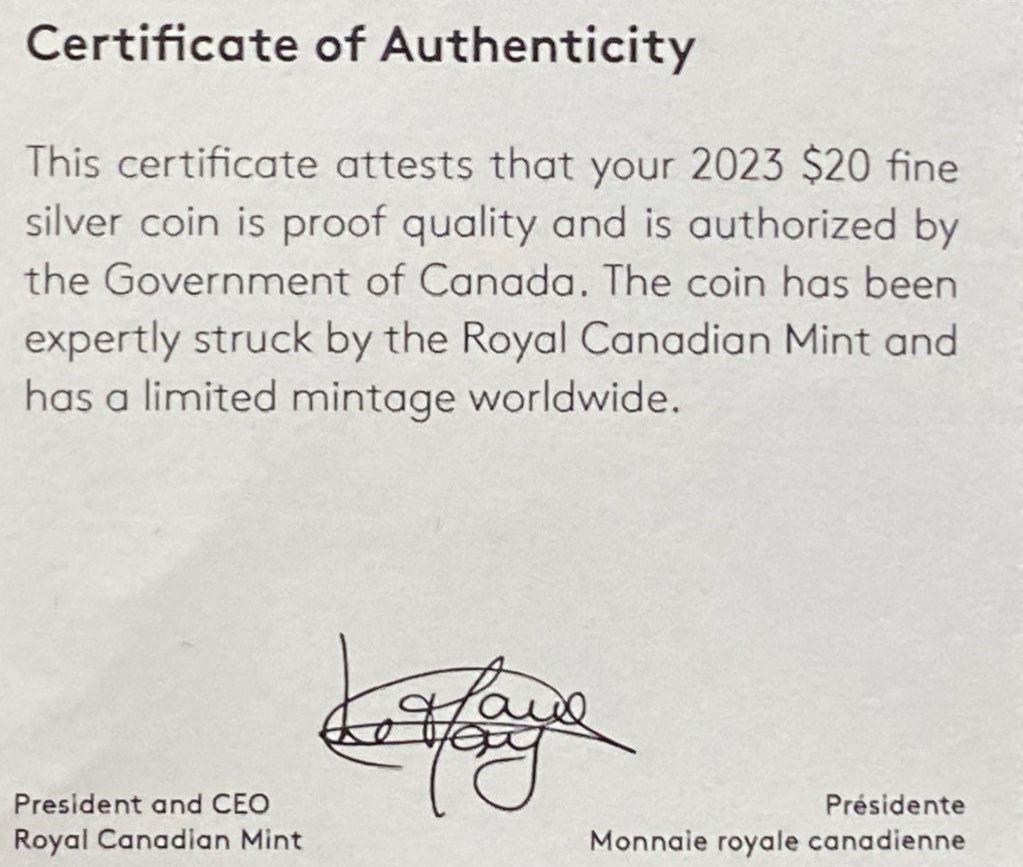 Certificate of Authenticity
This certificate attests that your 2023 $20 fine
silver coin is proof quality and is authorized by
the Government of Canada. The coin has been
expertly struck by the Royal Canadian Mint and
has a limited mintage worldwide.
President and CEO
Royal Canadian Mint
Présidente
Monnaie royale canadienne